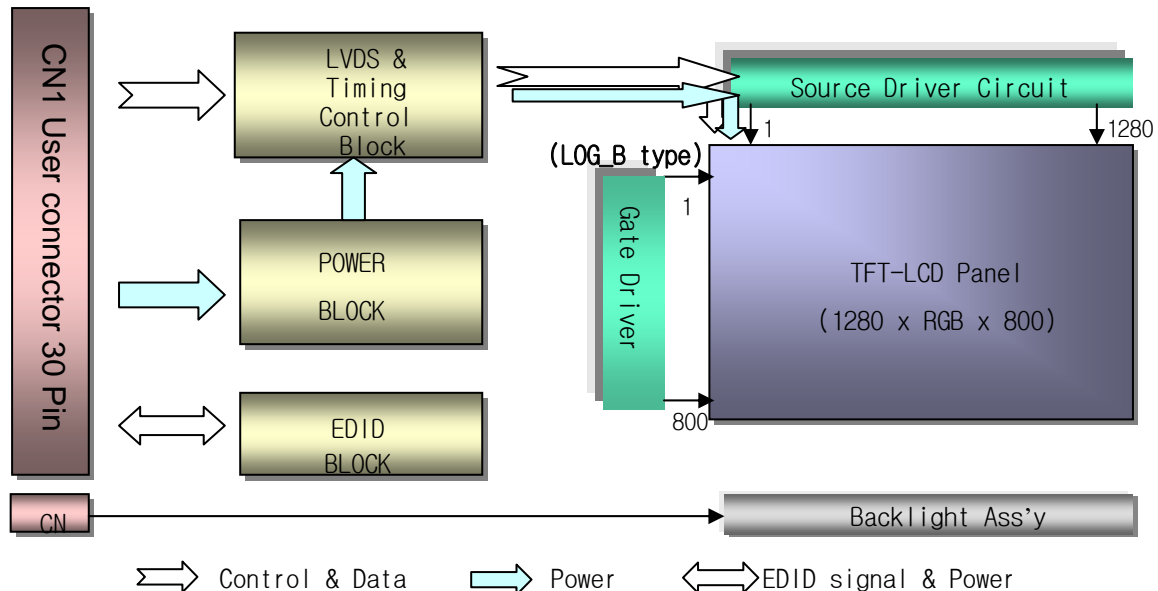 CN1 User connector 30 Pin
LVDS &
Timing
Control
Block
Source Driver Circuit
1
1280
(LOG_B type)
1
Gate Driver
800
TFT-LCD Panel
(1280 x RGB x 800)
POWER
BLOCK
EDID
BLOCK
CN
Backlight Ass'y
Control & Data
Power
EDID signal & Power